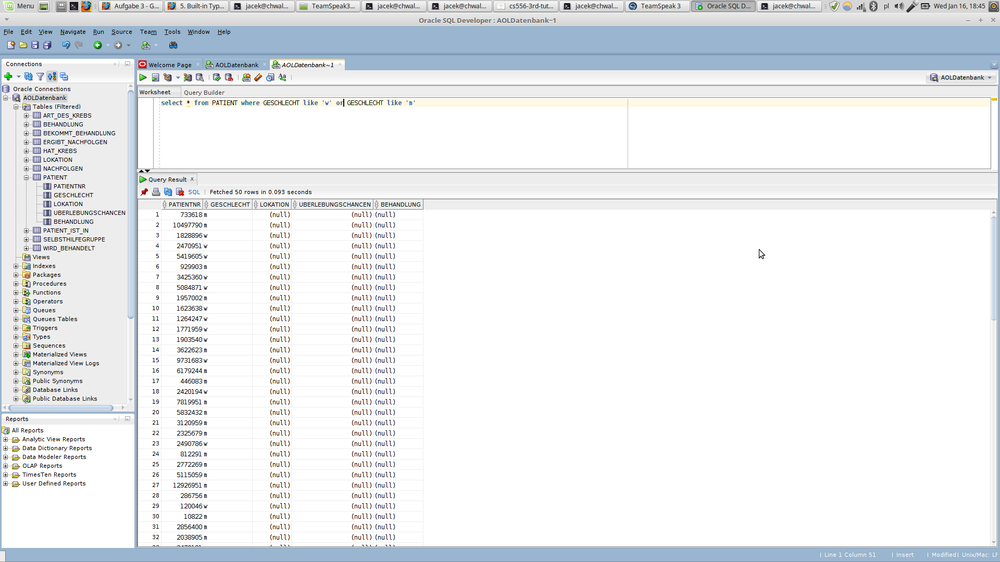 Menu Aufgabe 3 - G... 5. Built-in Typ... jacek@chwal... TeamSpeak3... jacek@chwal... jacek@chwal... cs556-3rd-tut... jacek@chwal... TeamSpeak 3 Oracle SQL D... jacek@chwal... pl Wed Jan 16, 18:45
Oracle SQL Developer : AOLDatenbank~1
File Edit View Navigate Run Source Team Tools Window Help
Connections
Oracle Connections
AOLDatenbank
Tables (Filtered)
ART_DES_KREBS
BEHANDLUNG
BEKOMMT_BEHANDLUNG
ERGIBT_NACHFOLGEN
HAT_KREBS
LOKATION
NACHFOLGEN
PATIENT
PATIENTNR
GESCHLECHT
LOKATION
UBERLEBUNGSCHANCEN
BEHANDLUNG
PATIENT_IST_IN
SELBSTHILFEGRUPPE
WIRD_BEHANDELT
Views
Indexes
Packages
Procedures
Functions
Operators
Queues
Queues Tables
Triggers
Types
Sequences
Materialized Views
Materialized View Logs
Synonyms
Public Synonyms
Database Links
Public Database Links
Reports
All Reports
Analytic View Reports
Data Dictionary Reports
Data Modeler Reports
OLAP Reports
TimesTen Reports
User Defined Reports
Welcome Page AOLDatenbank AOLDatenbank~1
AOLDatenbank
Worksheet Query Builder
select * from PATIENT where GESCHLECHT like 'w' or GESCHLECHT like 'm'
Query Result
SQL | Fetched 50 rows in 0.093 seconds
PATIENTNR GESCHLECHT LOKATION UBERLEBUNGSCHANCEN BEHANDLUNG
1 733618 m (null) (null) (null)
2 10497790 m (null) (null) (null)
3 1828896 w (null) (null) (null)
4 2470951 w (null) (null) (null)
5 5419605 w (null) (null) (null)
6 929903 m (null) (null) (null)
7 3425360 w (null) (null) (null)
8 5084871 w (null) (null) (null)
9 1957002 m (null) (null) (null)
10 1623638 w (null) (null) (null)
11 1264247 w (null) (null) (null)
12 1771959 w (null) (null) (null)
13 1903540 w (null) (null) (null)
14 3622623 m (null) (null) (null)
15 9731683 w (null) (null) (null)
16 6179244 m (null) (null) (null)
17 446083 m (null) (null) (null)
18 2420194 w (null) (null) (null)
19 7819951 m (null) (null) (null)
20 5832432 m (null) (null) (null)
21 3120959 m (null) (null) (null)
22 2325679 m (null) (null) (null)
23 2490786 w (null) (null) (null)
24 812291 m (null) (null) (null)
25 2772269 m (null) (null) (null)
26 5115059 m (null) (null) (null)
27 12926951 m (null) (null) (null)
28 286756 m (null) (null) (null)
29 120046 w (null) (null) (null)
30 10822 m (null) (null) (null)
31 2856400 m (null) (null) (null)
32 2038905 m (null) (null) (null)
| Line 1 Column 51 | Insert | Modified | Unix/Mac: LF